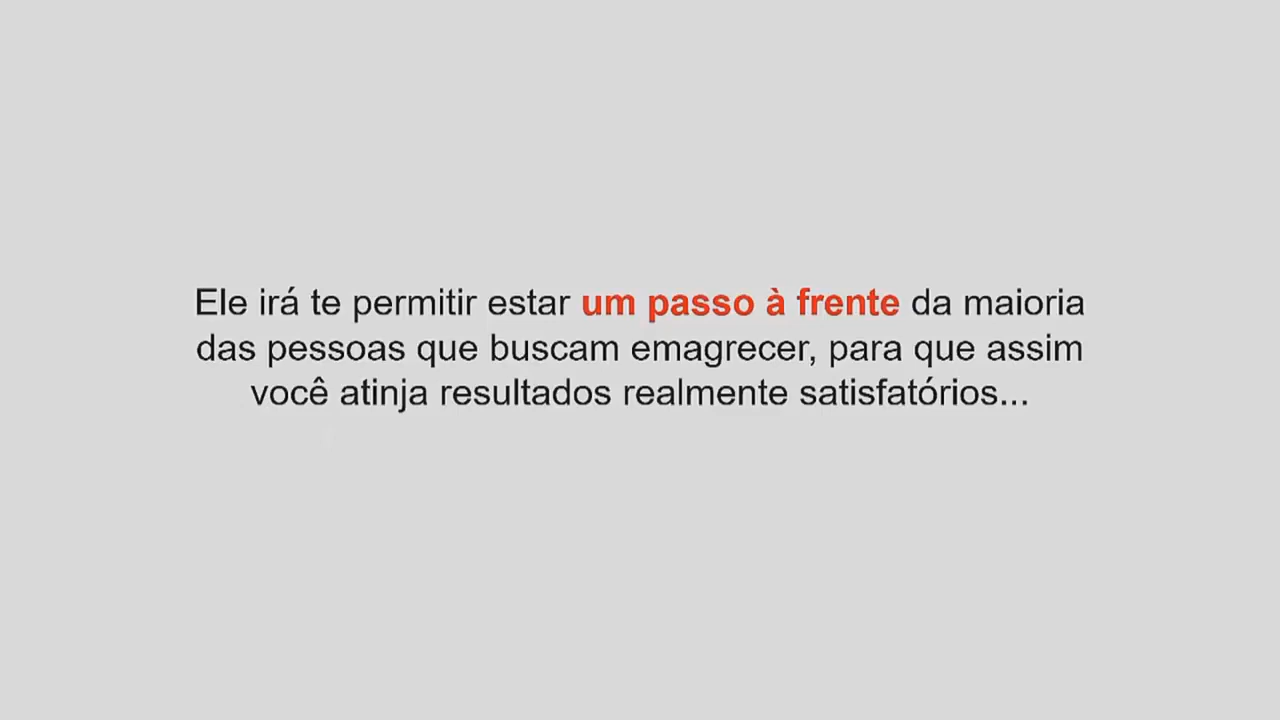 Ele irá te permitir estar um passo à frente da maioria
das pessoas que buscam emagrecer, para que assim
você atinja resultados realmente satisfatórios...